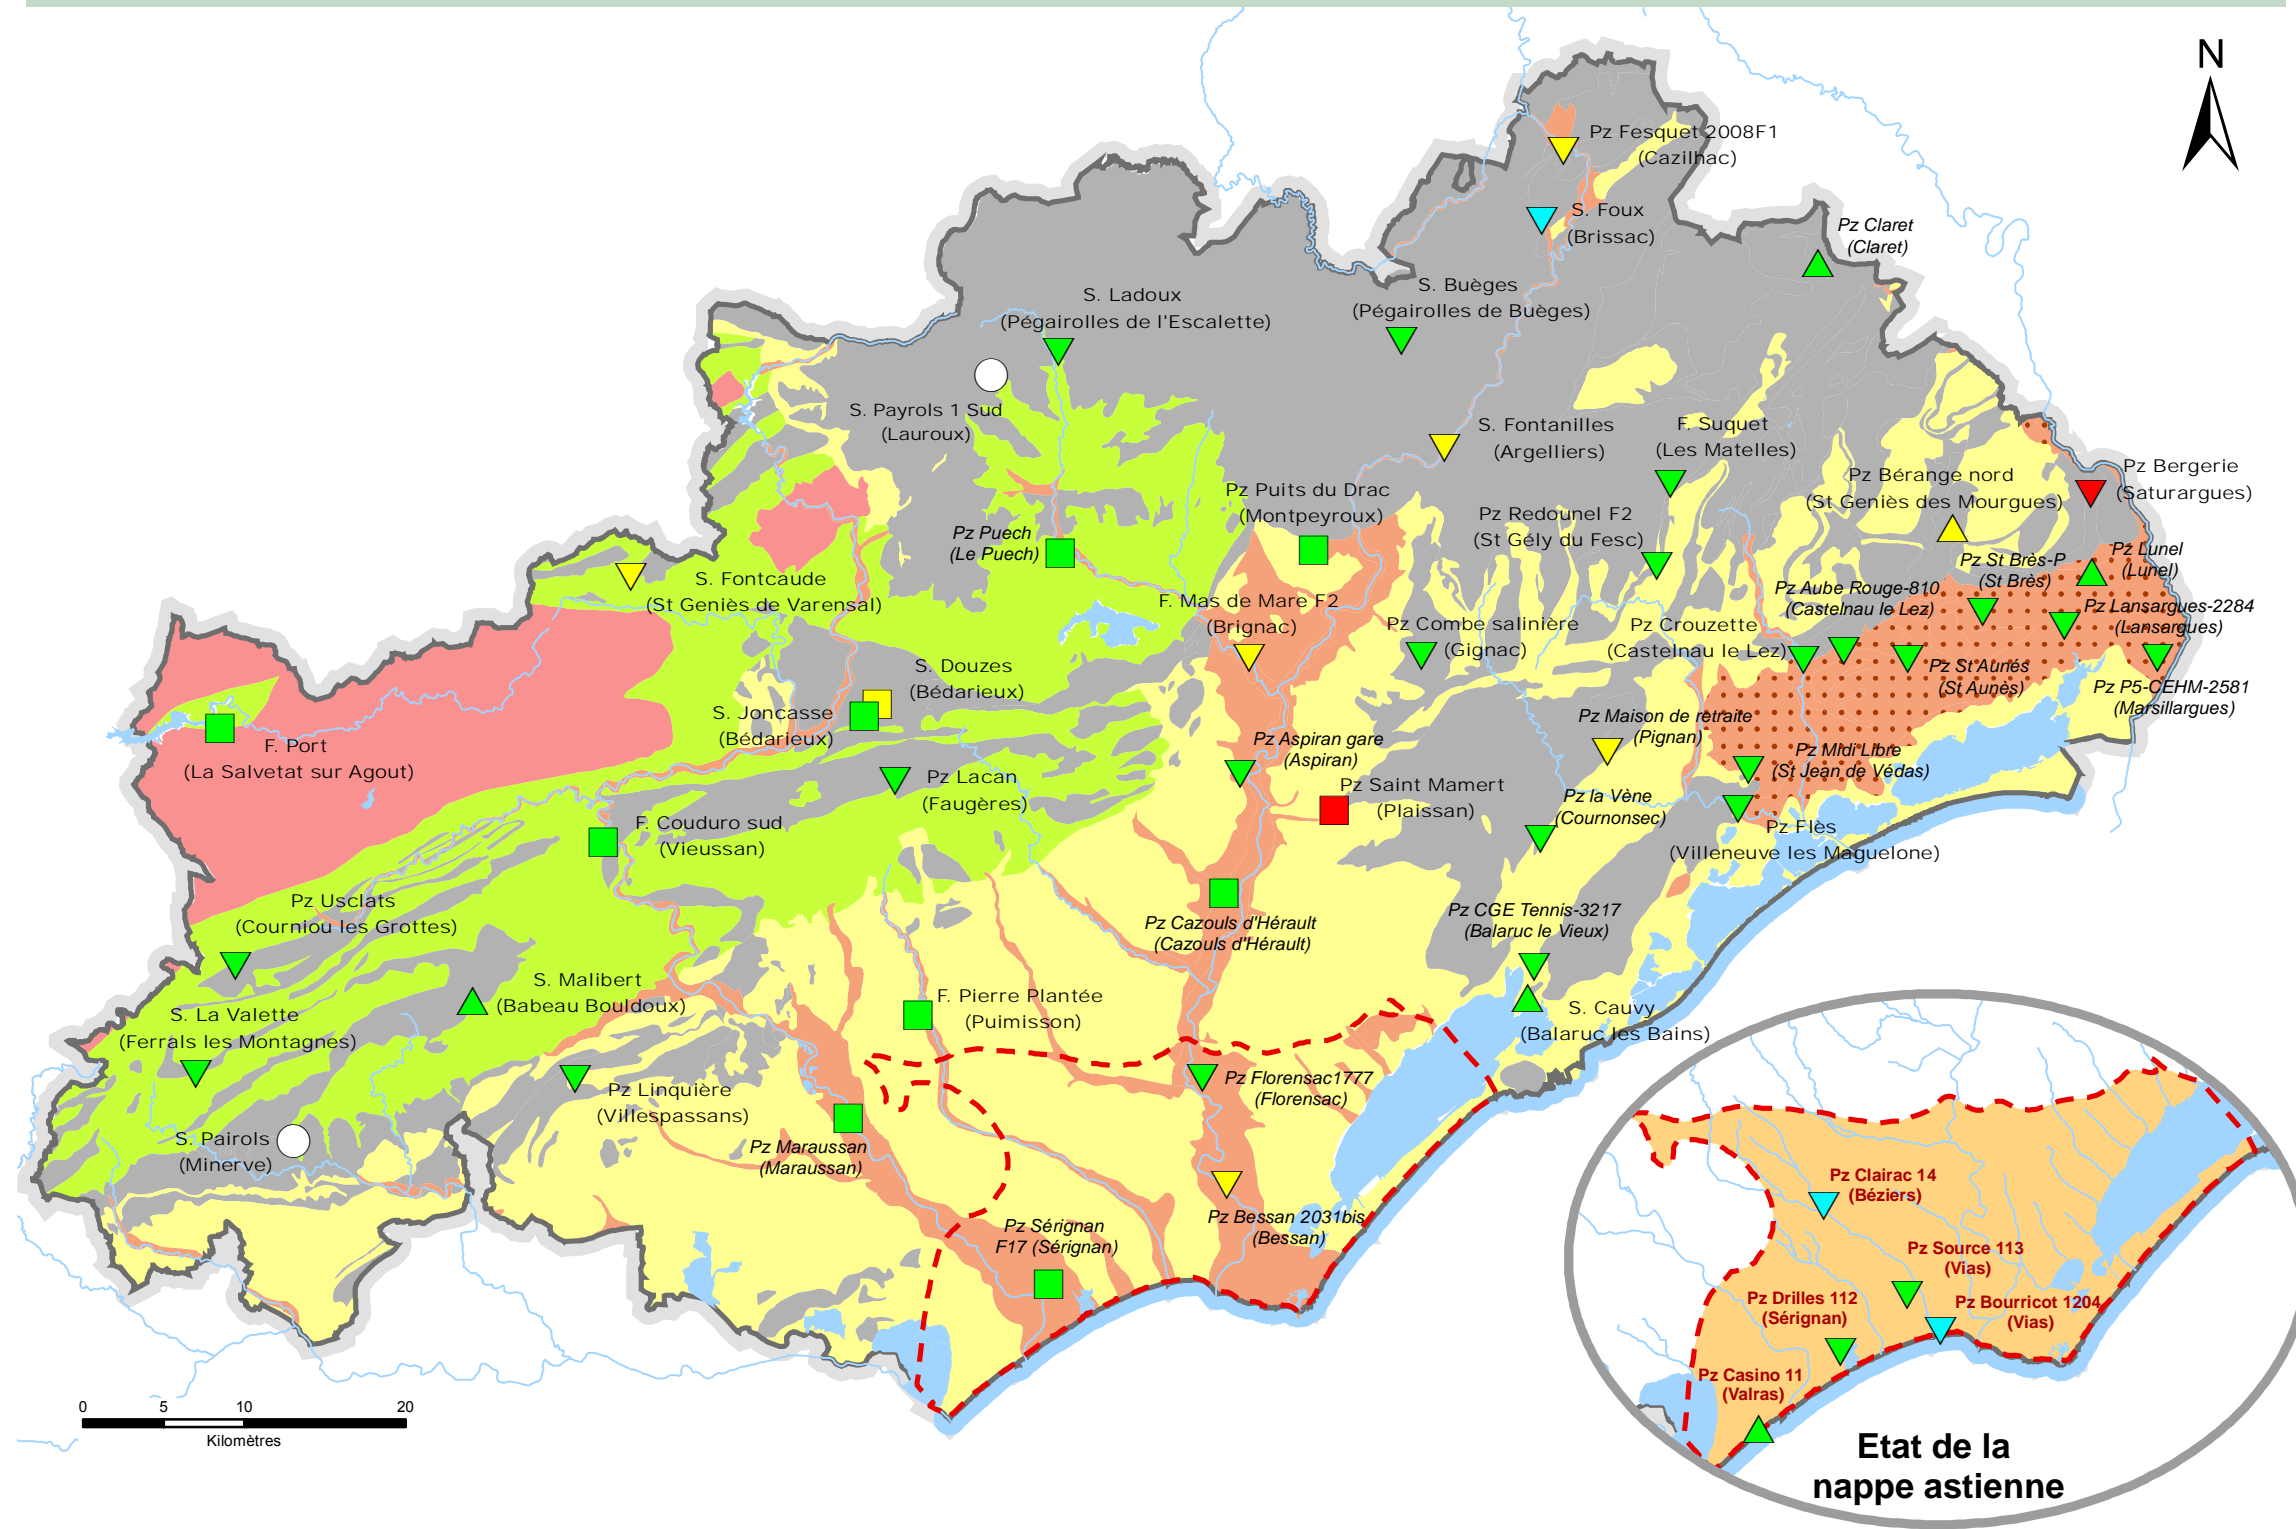 N
Pz Fesquet 2008F1
(Cazilhac)
S. Foux
(Brissac)
Pz Claret
(Claret)
S. Buèges
(Pégairolles de Buèges)
S. Ladoux
(Pégairolles de l'Escalette)
S. Payrols 1 Sud
(Lauroux)
S. Fontanilles
(Argelliers)
F. Suquet
(Les Matelles)
Pz Bérange nord
(St Geniès des Mourgues)
Pz Bergerie
(Saturargues)
Pz Puits du Drac
(Montpeyroux)
Pz Redounel F2
(St Gély du Fesc)
Pz Puech
(Le Puech)
Pz Lunel
(Lunel)
Pz St Brès-P
(St Brès)
S. Fontcaude
(St Geniès de Varensal)
Pz Aube Rouge-810
(Castelnau le Lez)
F. Mas de Mare F2
(Brignac)
Pz Lansargues-2284
(Lansargues)
Pz Combe salinière
(Gignac)
Pz Crouzette
(Castelnau le Lez)
S. Douzes
(Bédarieux)
Pz St Aunés
(St Aunès)
Pz P5-CEHM-2581
(Marsillargues)
S. Joncasse
(Bédarieux)
Pz Maison de retraite
(Pignan)
F. Port
(La Salvetat sur Agout)
Pz Aspiran gare
(Aspiran)
Pz Midi Libre
(St Jean de Védas)
Pz Lacan
(Faugères)
Pz Saint Mamert
(Plaissan)
Pz la Vène
(Cournonsec)
F. Couduro sud
(Vieussan)
Pz Flès
(Villeneuve les Maguelone)
Pz Usclats
(Courniou les Grottes)
Pz Cazouls d'Hérault
(Cazouls d'Hérault)
Pz CGE Tennis-3217
(Balaruc le Vieux)
S. Malibert
(Babeau Bouldoux)
F. Pierre Plantée
(Puimisson)
S. La Valette
(Ferrals les Montagnes)
S. Cauvy
(Balaruc les Bains)
Pz Linquière
(Villespassans)
Pz Florensac1777
(Florensac)
S. Pairols
(Minerve)
Pz Maraussan
(Maraussan)
Pz Sérignan
F17 (Sérignan)
Pz Bessan 2031bis
(Bessan)
Pz Clairac 14
(Béziers)
Pz Source 113
(Vias)
Pz Drilles 112
(Sérignan)
Pz Bourricot 1204
(Vias)
Pz Casino 11
(Valras)
0 5 10 20
Kilomètres
Etat de la
nappe astienne